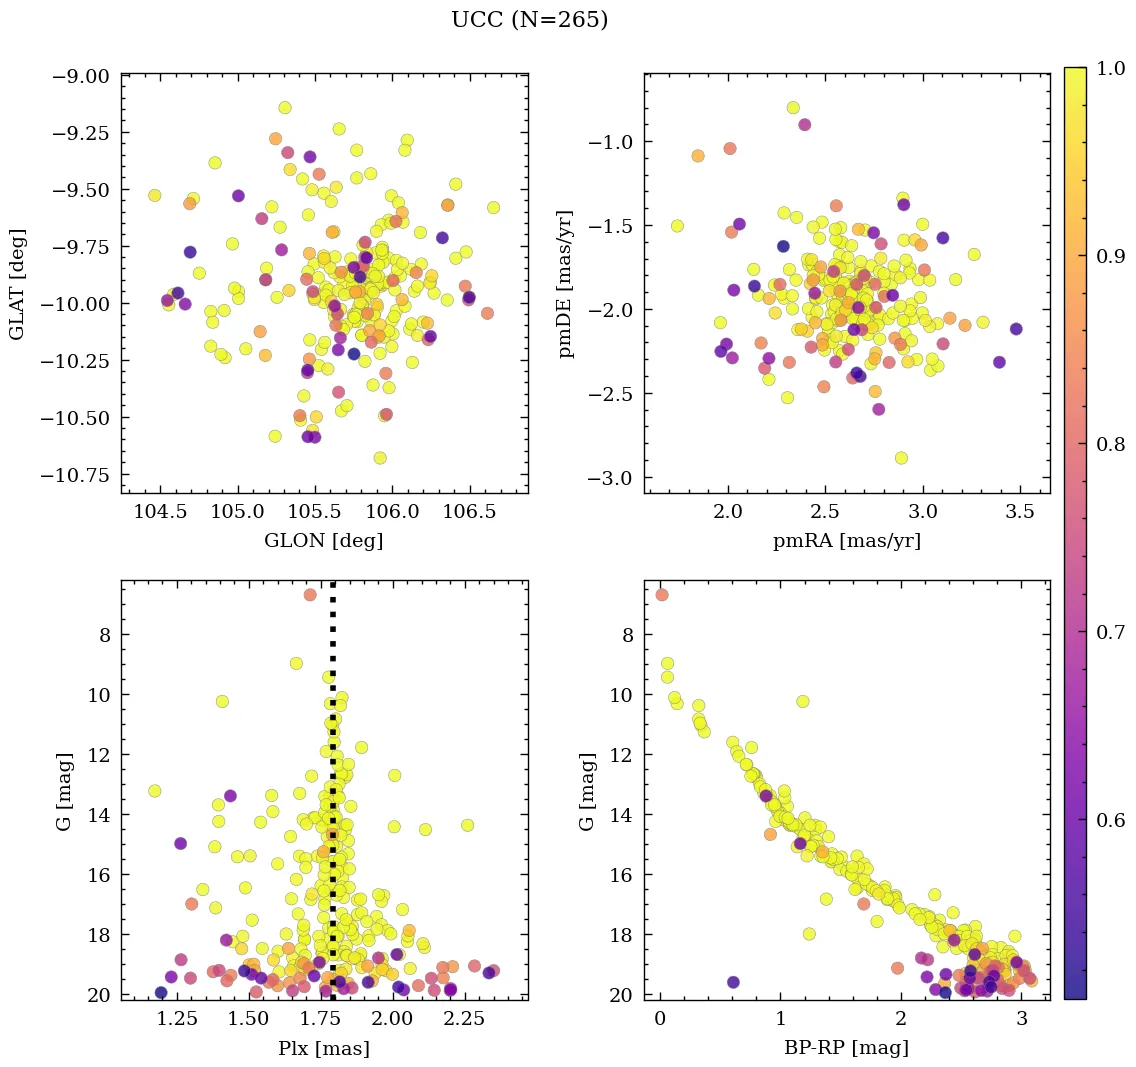 UCC (N=265)
−9.00
−9.25
−9.50
−9.75
−10.00
−10.25
−10.50
−10.75
GLAT [deg]
104.5 105.0 105.5 106.0 106.5
GLON [deg]
−1.0
−1.5
−2.0
−2.5
−3.0
pmDE [mas/yr]
2.0 2.5 3.0 3.5
pmRA [mas/yr]
1.0
0.9
0.8
0.7
0.6
8
10
12
14
16
18
20
G [mag]
1.25 1.50 1.75 2.00 2.25
Plx [mas]
8
10
12
14
16
18
20
G [mag]
0 1 2 3
BP-RP [mag]